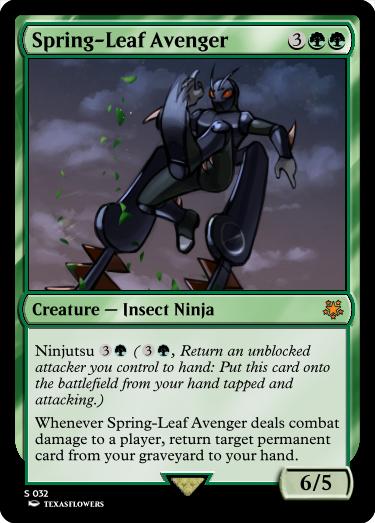 Spring-Leaf Avenger 3
Creature — Insect Ninja
Ninjutsu 3 ( 3 , Return an unblocked
attacker you control to hand: Put this card onto
the battlefield from your hand tapped and
attacking.)
Whenever Spring-Leaf Avenger deals combat
damage to a player, return target permanent
card from your graveyard to your hand.
6/5
S 032
TEXASFLOWERS